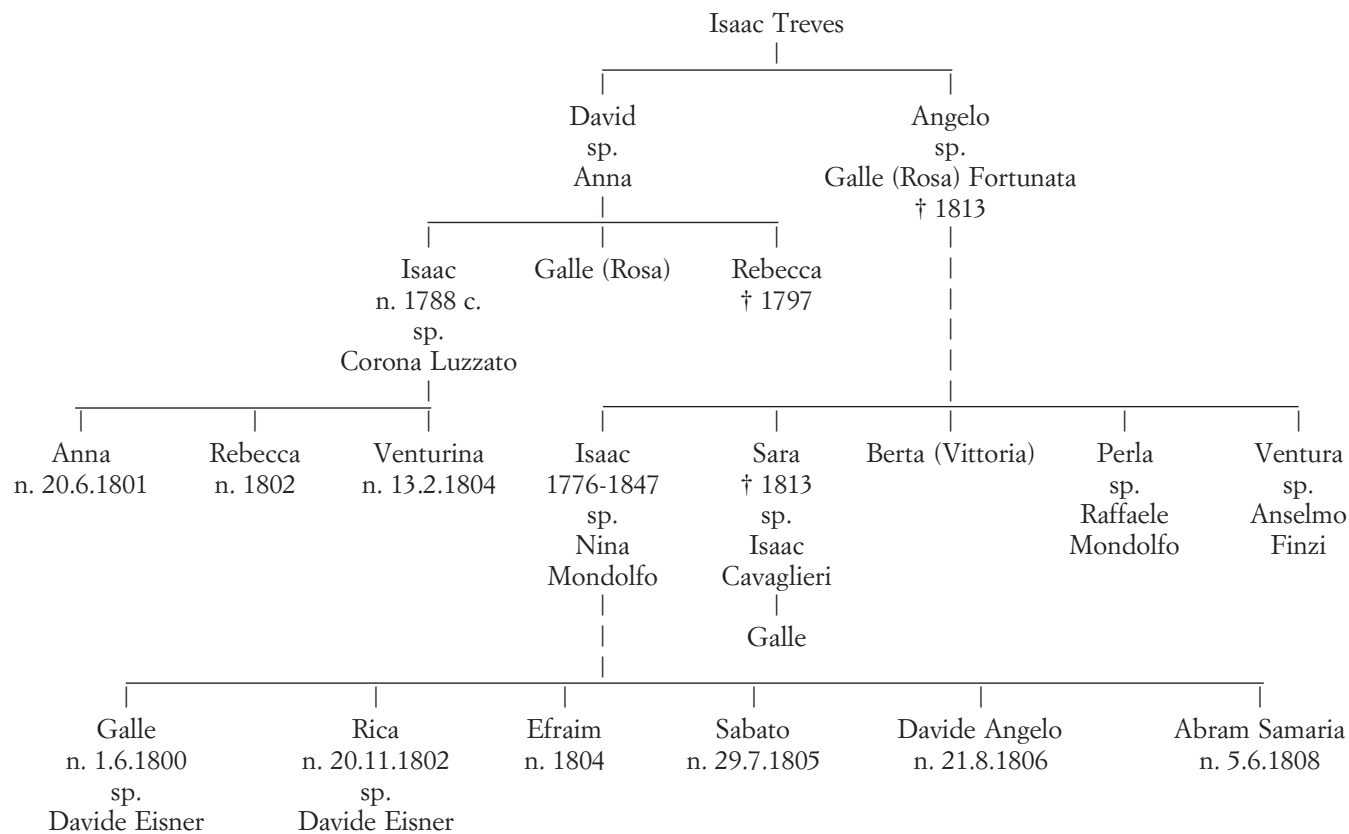 Isaac Treves
David
sp.
Anna
Angelo
sp.
Galle (Rosa) Fortunata
† 1813
Isaac
n. 1788 c.
sp.
Corona Luzzato
Galle (Rosa)
Rebecca
† 1797
Anna
n. 20.6.1801
Rebecca
n. 1802
Venturina
n. 13.2.1804
Isaac
1776-1847
sp.
Nina
Mondolfo
Sara
† 1813
sp.
Isaac
Cavaglieri
Galle
Berta (Vittoria)
Perla
sp.
Raffaele
Mondolfo
Ventura
sp.
Anselmo
Finzi
Galle
n. 1.6.1800
sp.
Davide Eisner
Rica
n. 20.11.1802
sp.
Davide Eisner
Efraim
n. 1804
Sabato
n. 29.7.1805
Davide Angelo
n. 21.8.1806
Abram Samaria
n. 5.6.1808